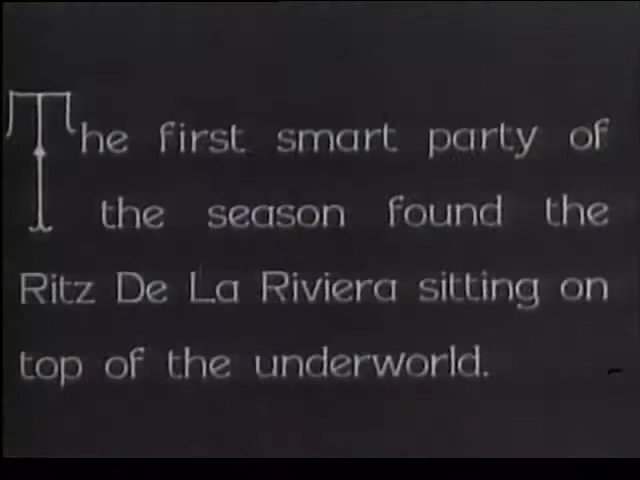 The first smart party of
the season found the
Ritz De La Riviera sitting on
top of the underworld.